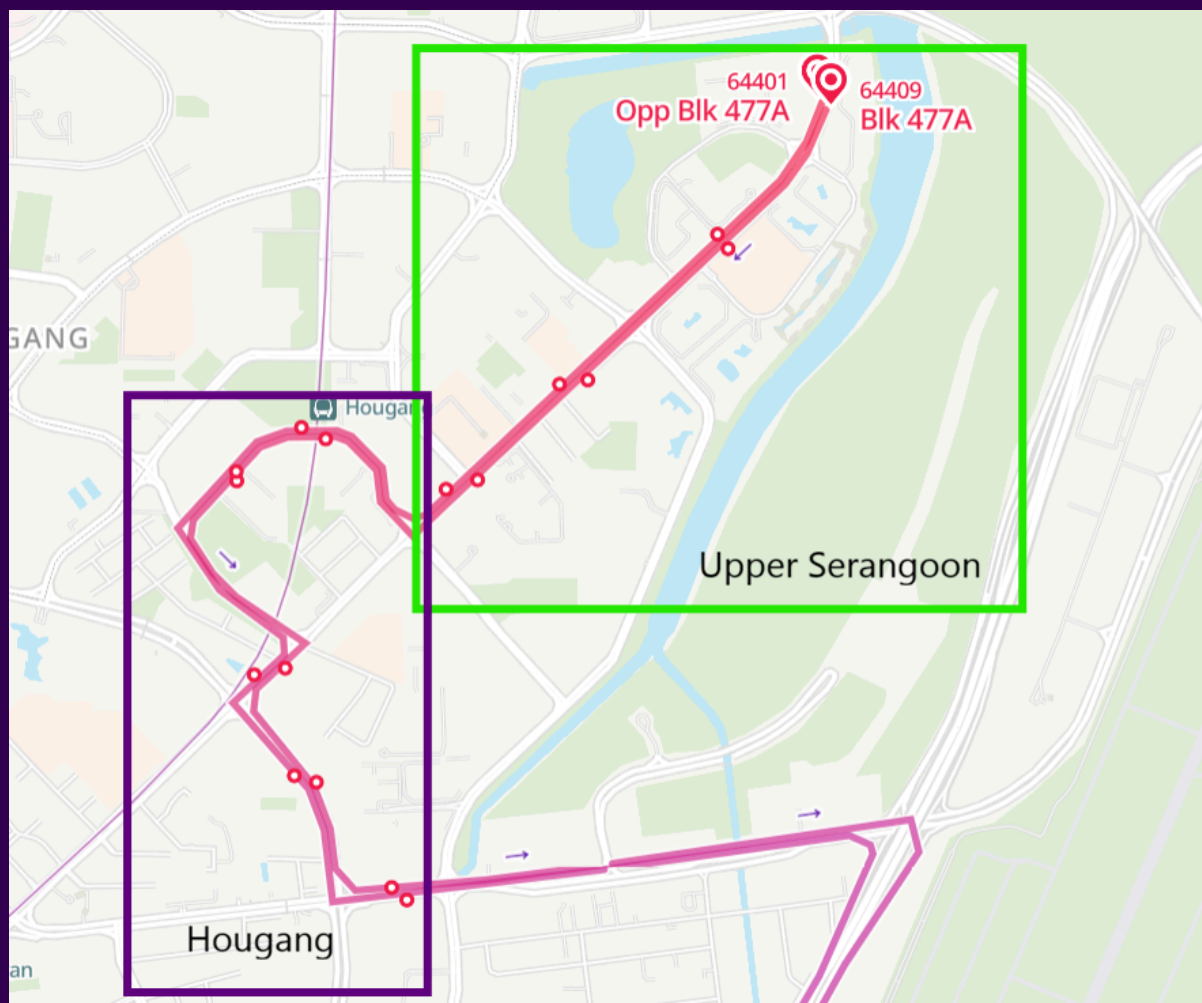 64401
Opp Blk 477A
64409
Blk 477A
GANG
Hougang
Upper Serangoon
Hougang
an